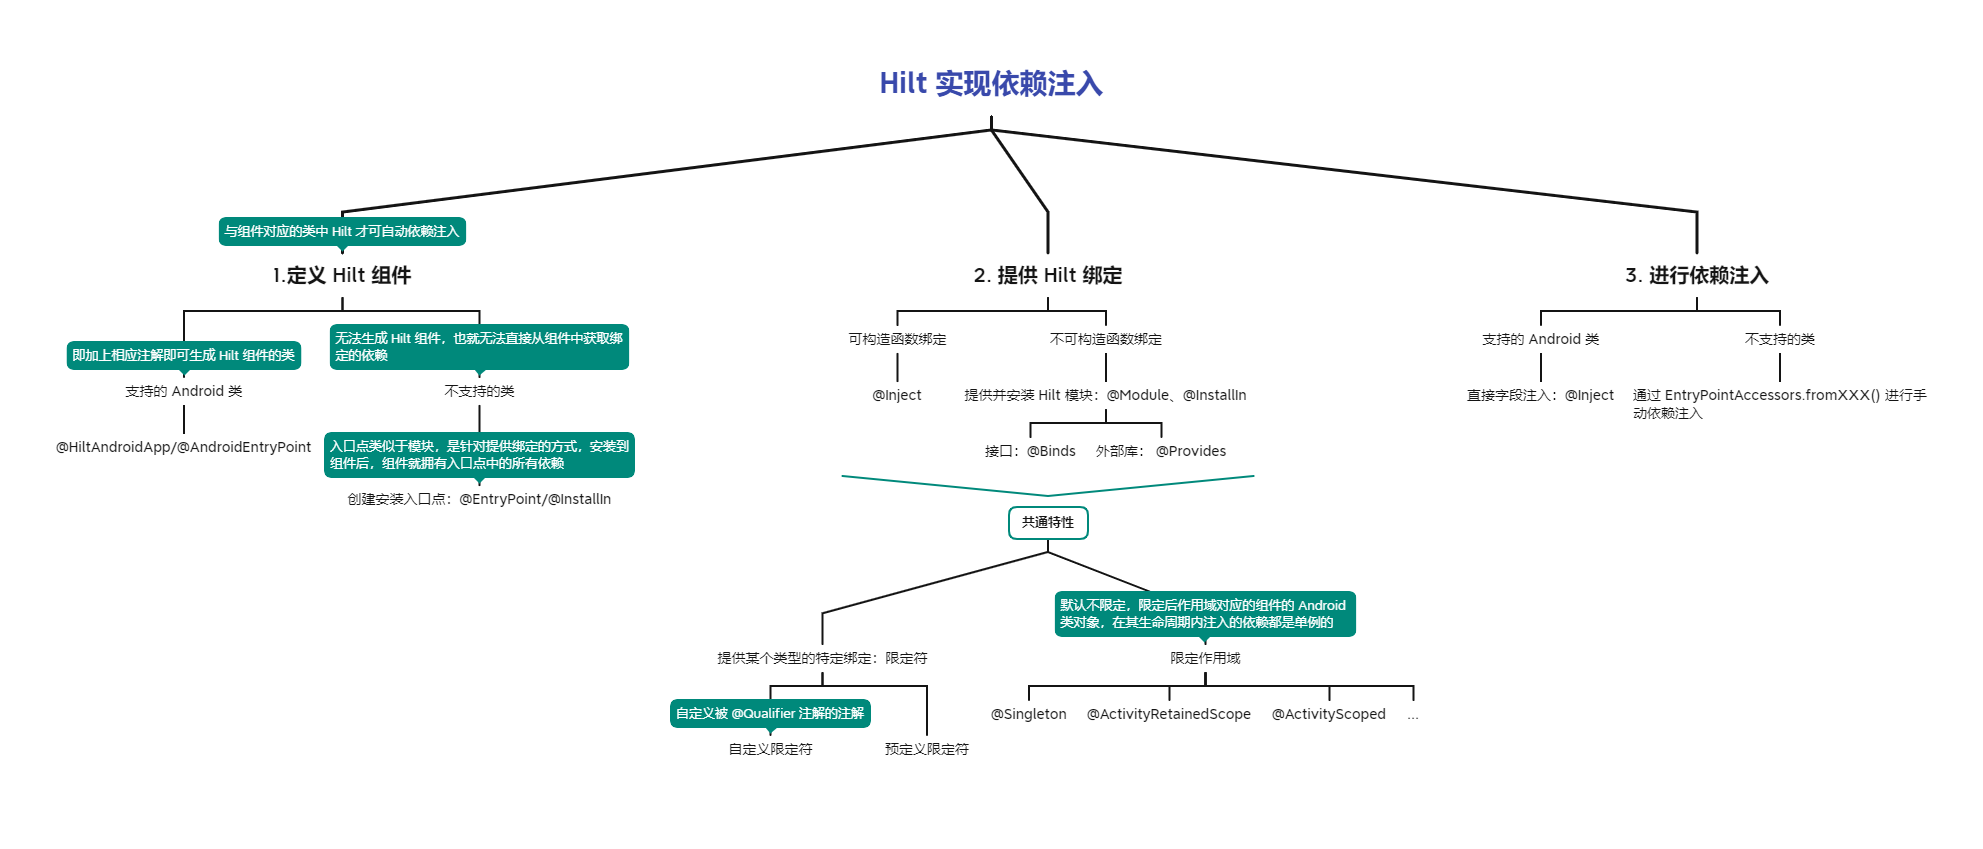 Hilt 实现依赖注入
与组件对应的类中 Hilt 才可自动依赖注入
1.定义 Hilt 组件
即加上相应注解即可生成 Hilt 组件的类
支持的 Android 类
@HiltAndroidApp/@AndroidEntryPoint
无法生成 Hilt 组件，也就无法直接从组件中获取绑
定的依赖
不支持的类
入口点类似于模块，是针对提供绑定的方式，安装到
组件后，组件就拥有入口点中的所有依赖
创建安装入口点：@EntryPoint/@InstallIn
2. 提供 Hilt 绑定
可构造函数绑定
@Inject
不可构造函数绑定
提供并安装 Hilt 模块：@Module、@InstallIn
接口：@Binds
外部库： @Provides
共通特性
提供某个类型的特定绑定：限定符
自定义被 @Qualifier 注解的注解
自定义限定符
预定义限定符
默认不限定，限定后作用域对应的组件的 Android
类对象，在其生命周期内注入的依赖都是单例的
限定作用域
@Singleton
@ActivityRetainedScope
@ActivityScoped
...
3. 进行依赖注入
支持的 Android 类
直接字段注入：@Inject
不支持的类
通过 EntryPointAccessors.fromXXX() 进行手
动依赖注入